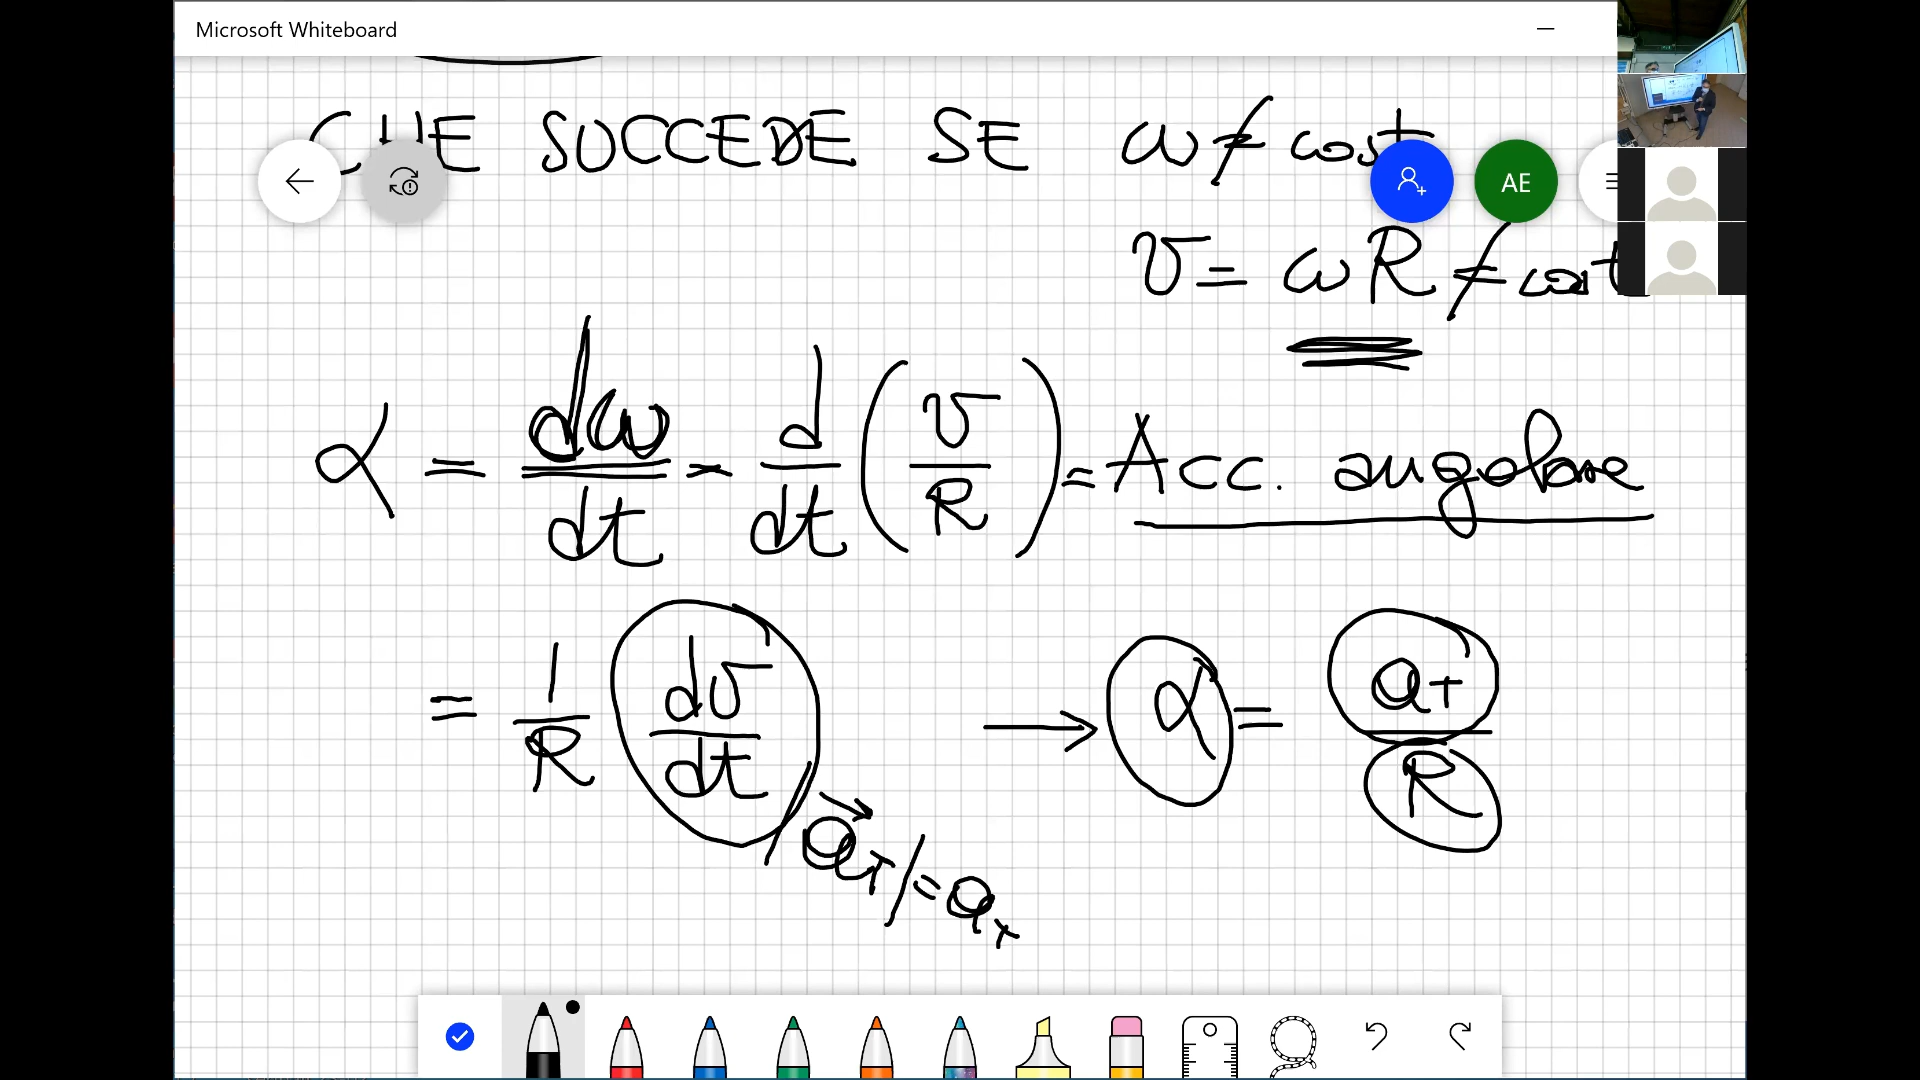 Microsoft Whiteboard
CHE SUCCEDE SE ω ≠ cost
AE
v = ωR ≠ cost
α = dω/dt = d/dt (v/R) = Acc. angolare
= 1/R dv/dt → α = aT/R
|a⃗T| = aT